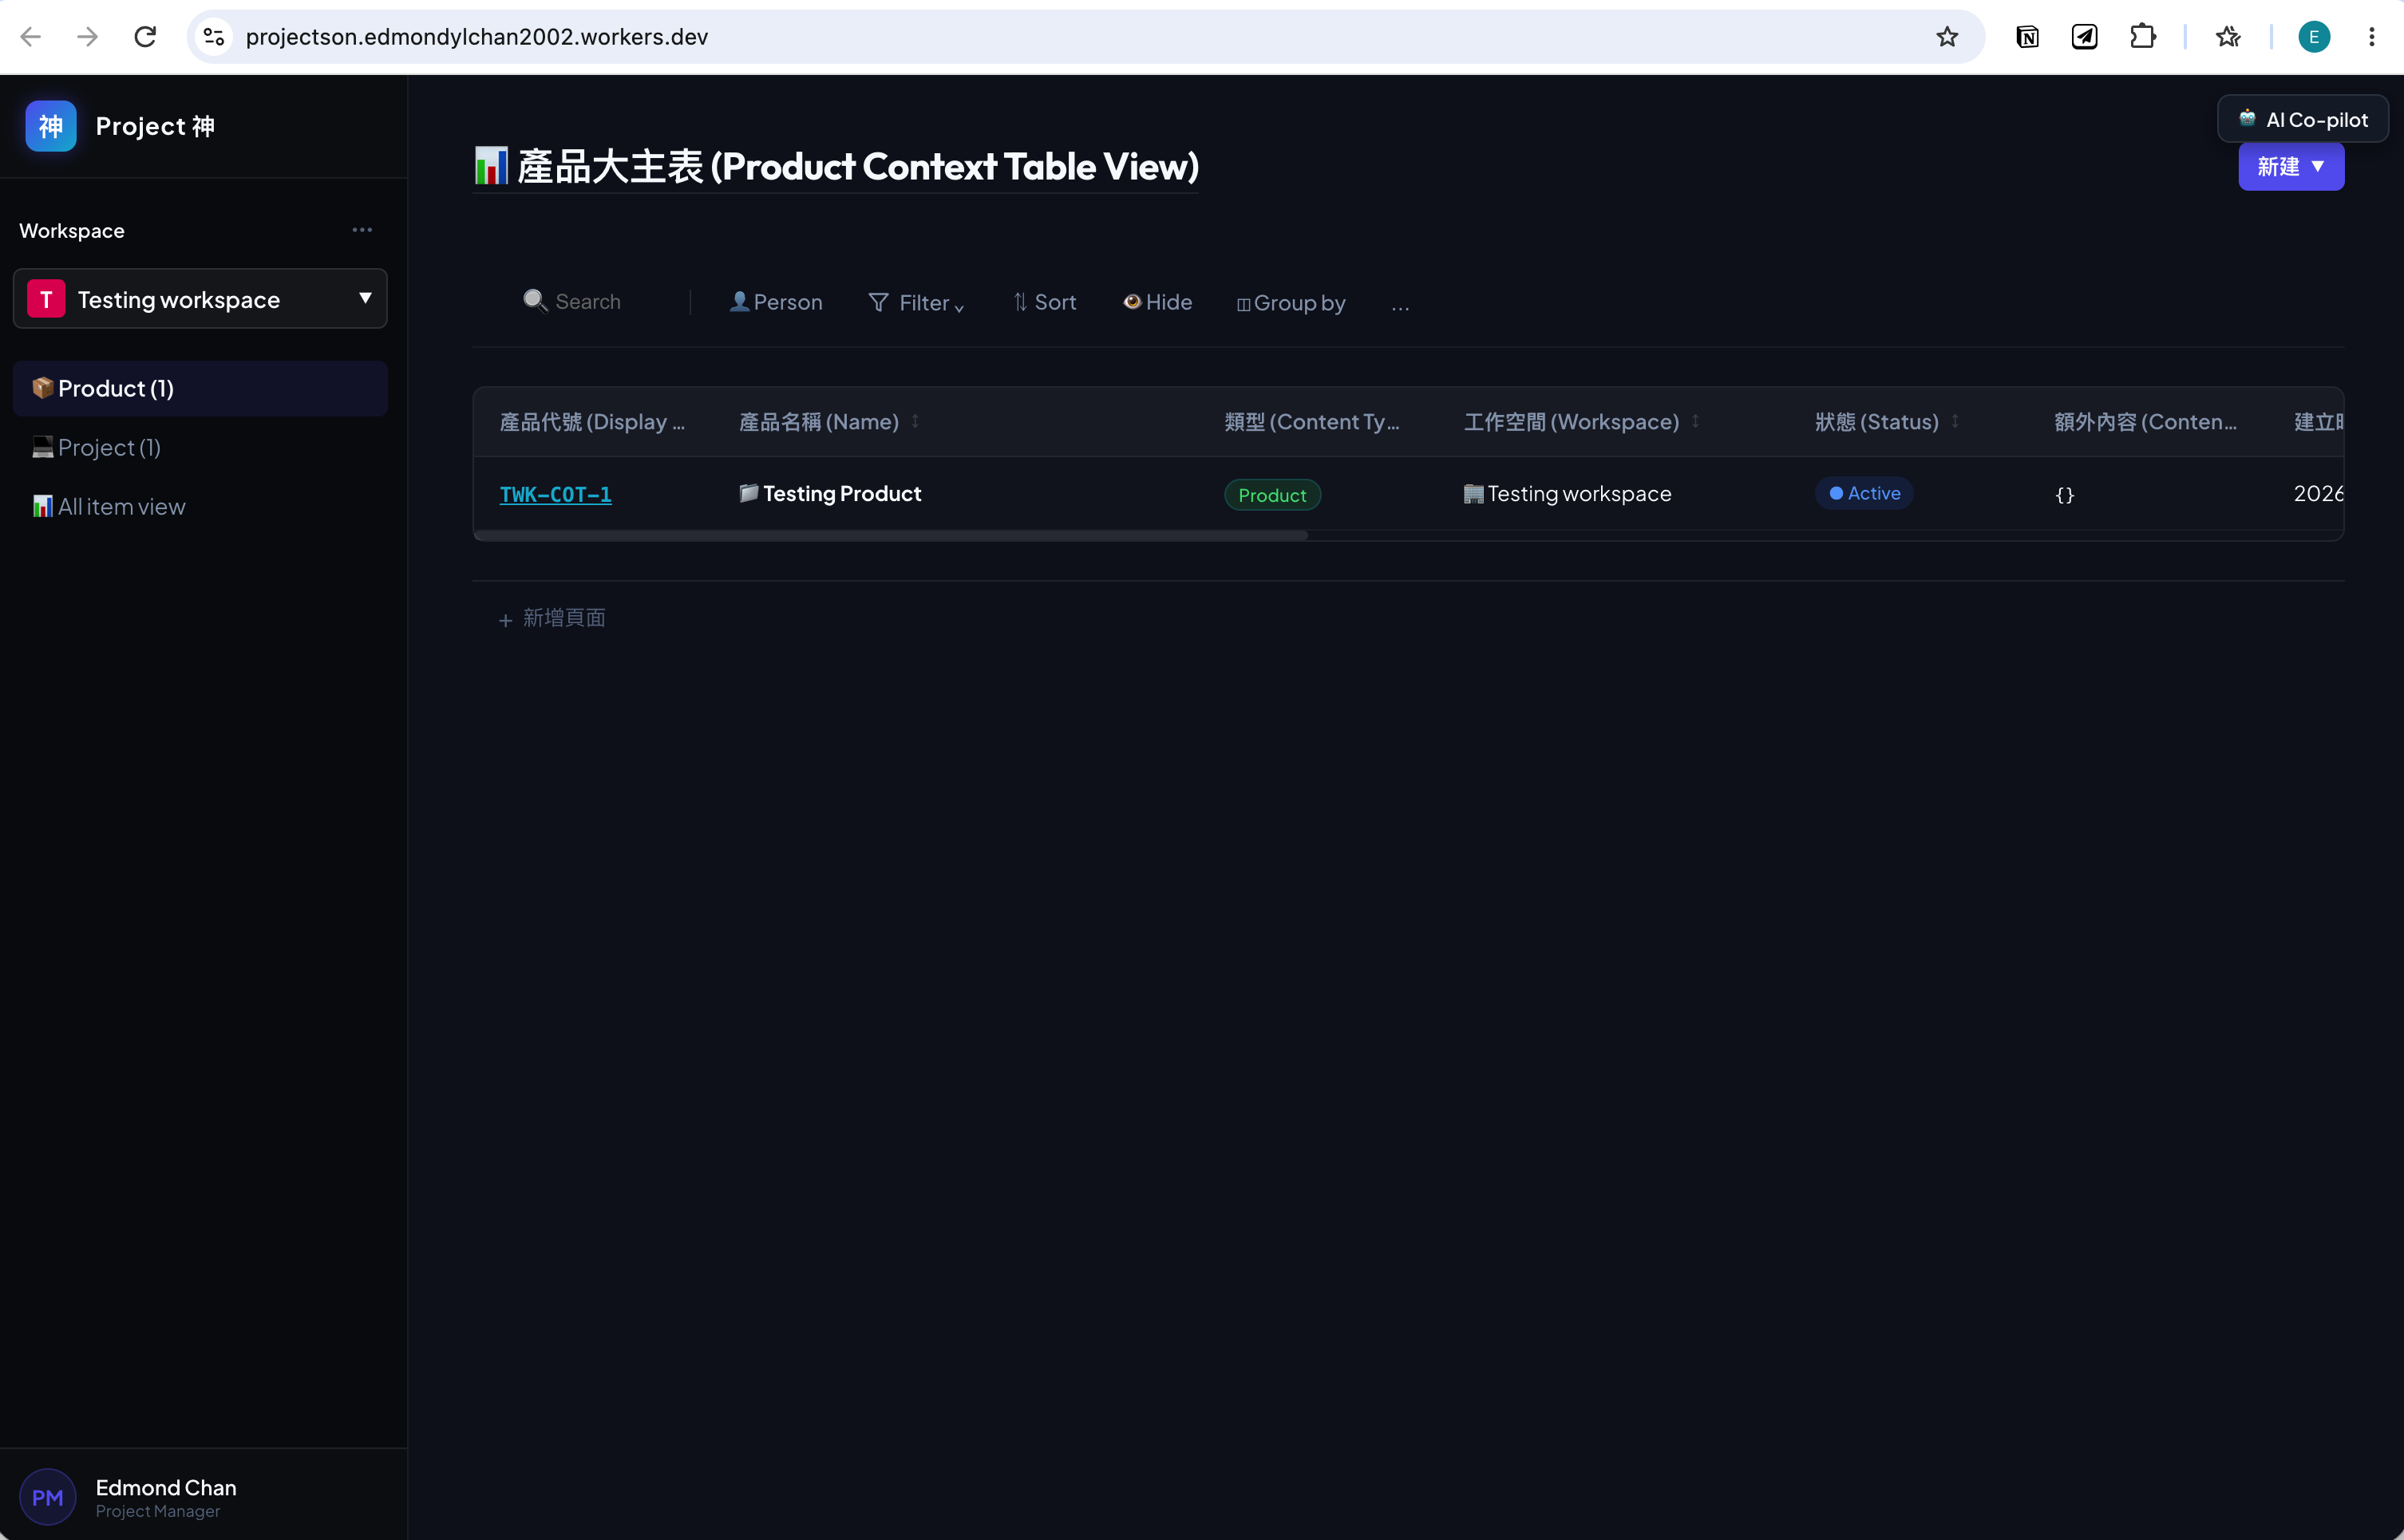 projectson.edmondylchan2002.workers.dev
E
神 Project 神
AI Co-pilot
產品大主表 (Product Context Table View)
新建 ▼
Workspace
...
T Testing workspace ▼
Search
Person
Filter
Sort
Hide
Group by
...
Product (1)
Project (1)
All item view
產品代號 (Display ...
產品名稱 (Name)
類型 (Content Ty...
工作空間 (Workspace)
狀態 (Status)
額外內容 (Conten...
建立
TWK-COT-1
Testing Product
Product
Testing workspace
Active
{}
2026
+ 新增頁面
PM
Edmond Chan
Project Manager